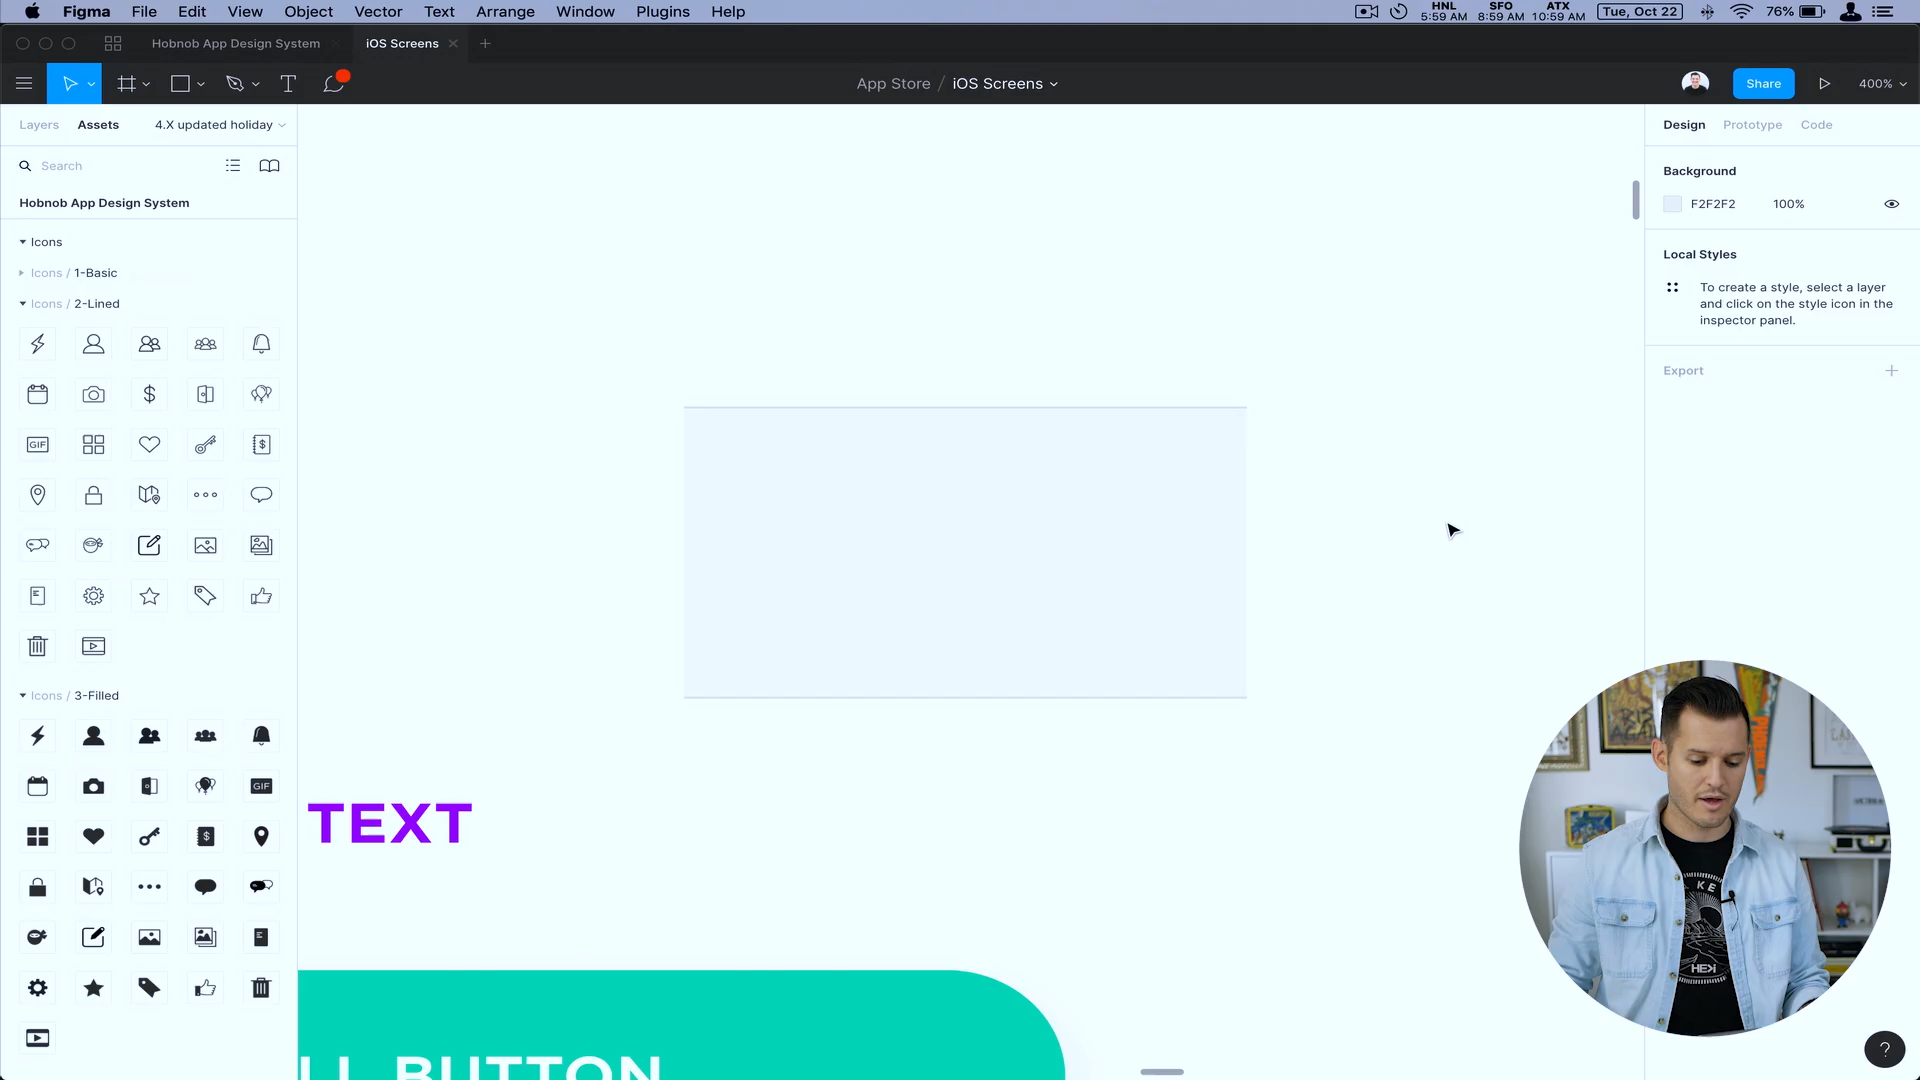 Figma File Edit View Object Vector Text Arrange Window Plugins Help
HNL 5:59 AM SFO 8:59 AM ATX 10:59 AM Tue, Oct 22 76%
Hobnob App Design System iOS Screens
App Store / iOS Screens Share 400%
Layers Assets 4.X updated holiday
Search
Hobnob App Design System
Icons
Icons / 1-Basic
Icons / 2-Lined
GIF
Icons / 3-Filled
GIF
TEXT
LL BUTTON
Design Prototype Code
Background
F2F2F2 100%
Local Styles
To create a style, select a layer
and click on the style icon in the
inspector panel.
Export
?